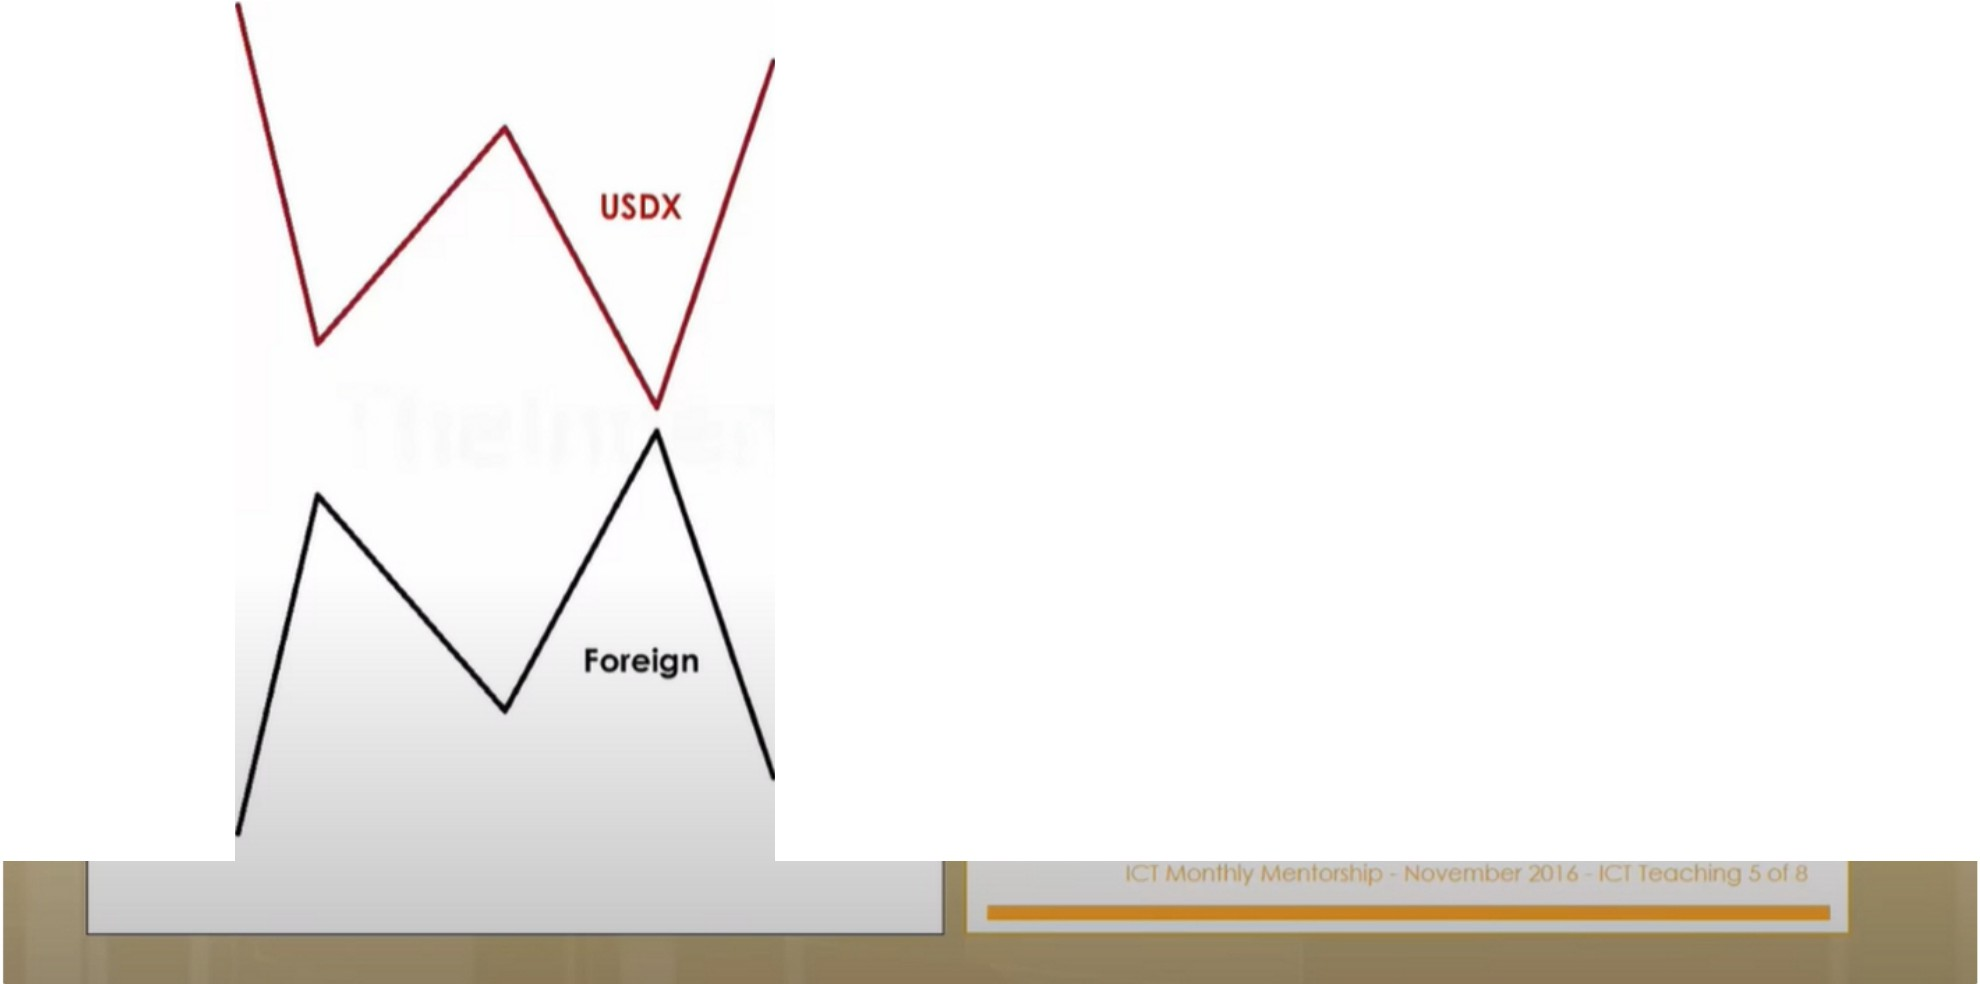 USDX
Foreign
ICT Monthly Mentorship - November 2016 - ICT Teaching 5 of 8